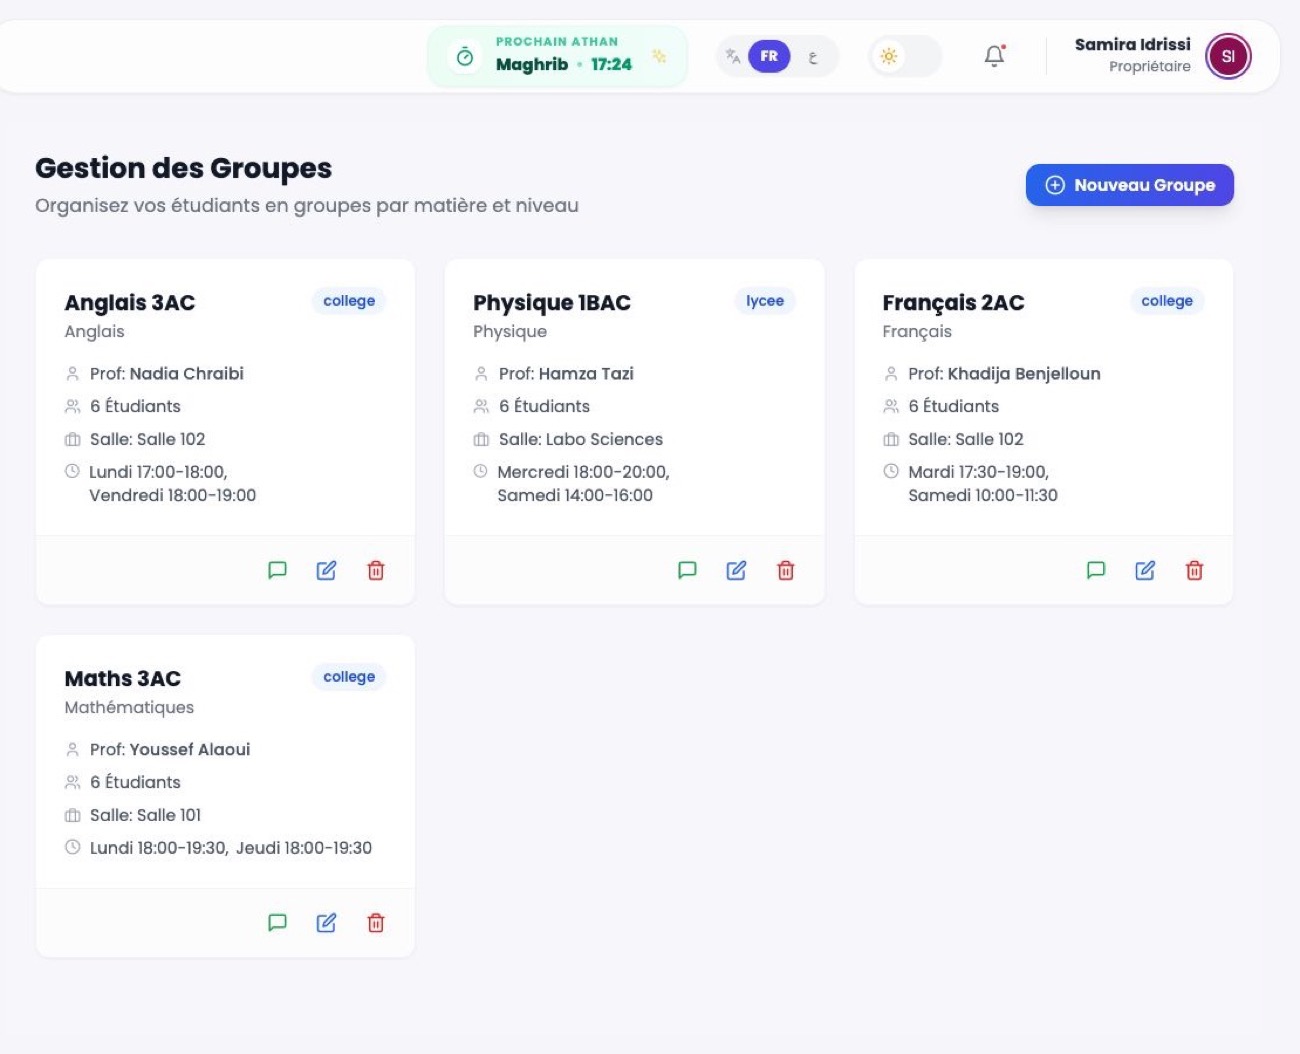 PROCHAIN ATHAN
Maghrib • 17:24
FR
ع
Samira Idrissi
Propriétaire
SI
Gestion des Groupes
Organisez vos étudiants en groupes par matière et niveau
Nouveau Groupe
Anglais 3AC
college
Anglais
Prof: Nadia Chraibi
6 Étudiants
Salle: Salle 102
Lundi 17:00-18:00,
Vendredi 18:00-19:00
Physique 1BAC
lycee
Physique
Prof: Hamza Tazi
6 Étudiants
Salle: Labo Sciences
Mercredi 18:00-20:00,
Samedi 14:00-16:00
Français 2AC
college
Français
Prof: Khadija Benjelloun
6 Étudiants
Salle: Salle 102
Mardi 17:30-19:00,
Samedi 10:00-11:30
Maths 3AC
college
Mathématiques
Prof: Youssef Alaoui
6 Étudiants
Salle: Salle 101
Lundi 18:00-19:30, Jeudi 18:00-19:30